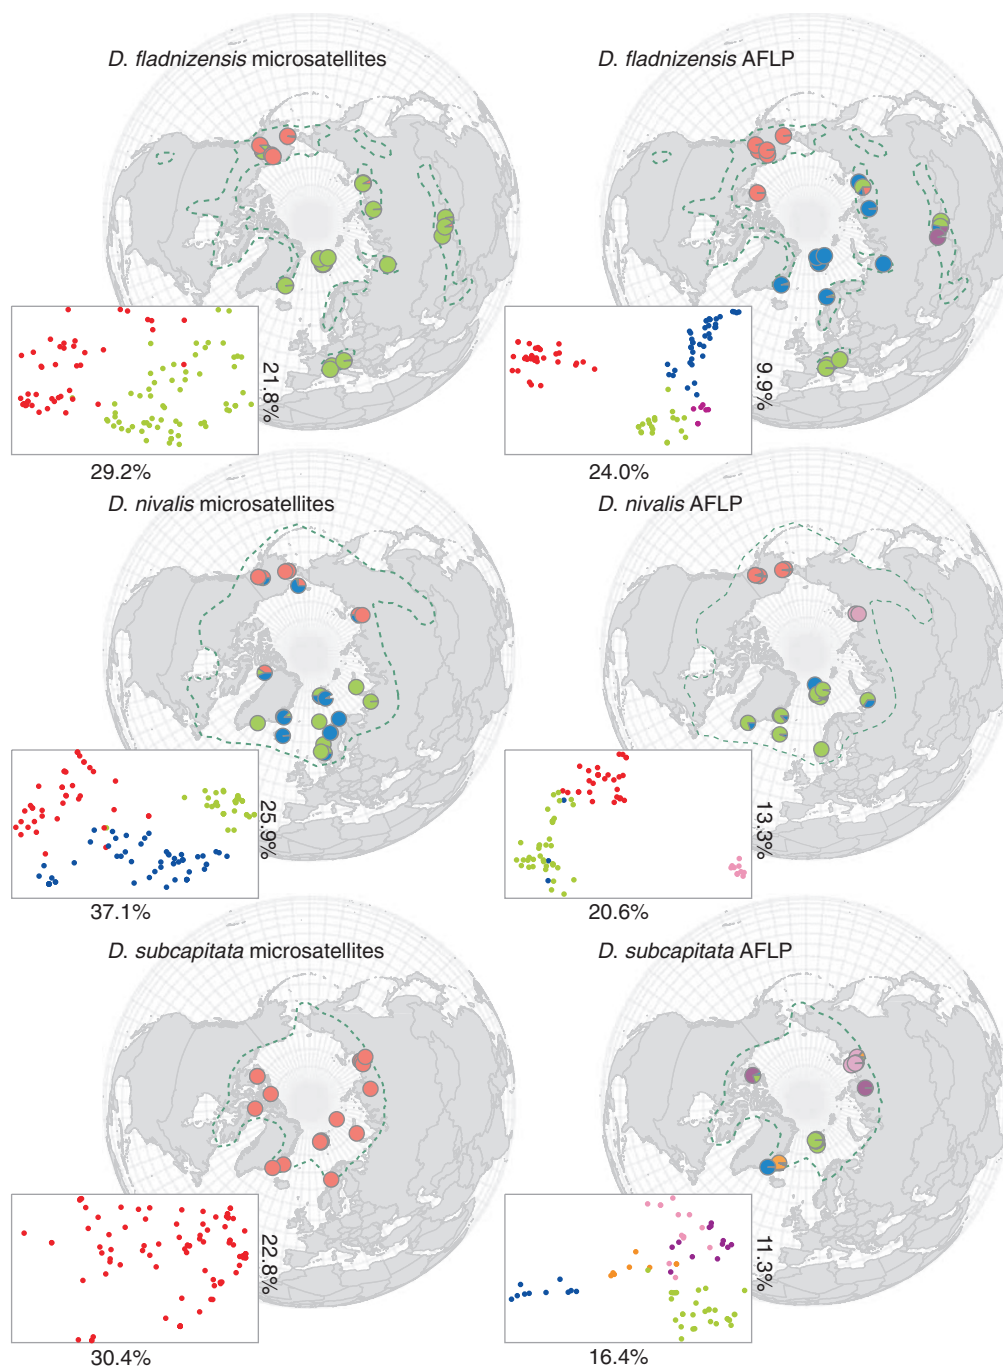 D. fladnizensis microsatellites
D. fladnizensis AFLP
21.8%
29.2%
9.9%
24.0%
D. nivalis microsatellites
D. nivalis AFLP
25.9%
37.1%
13.3%
20.6%
D. subcapitata microsatellites
D. subcapitata AFLP
22.8%
30.4%
11.3%
16.4%